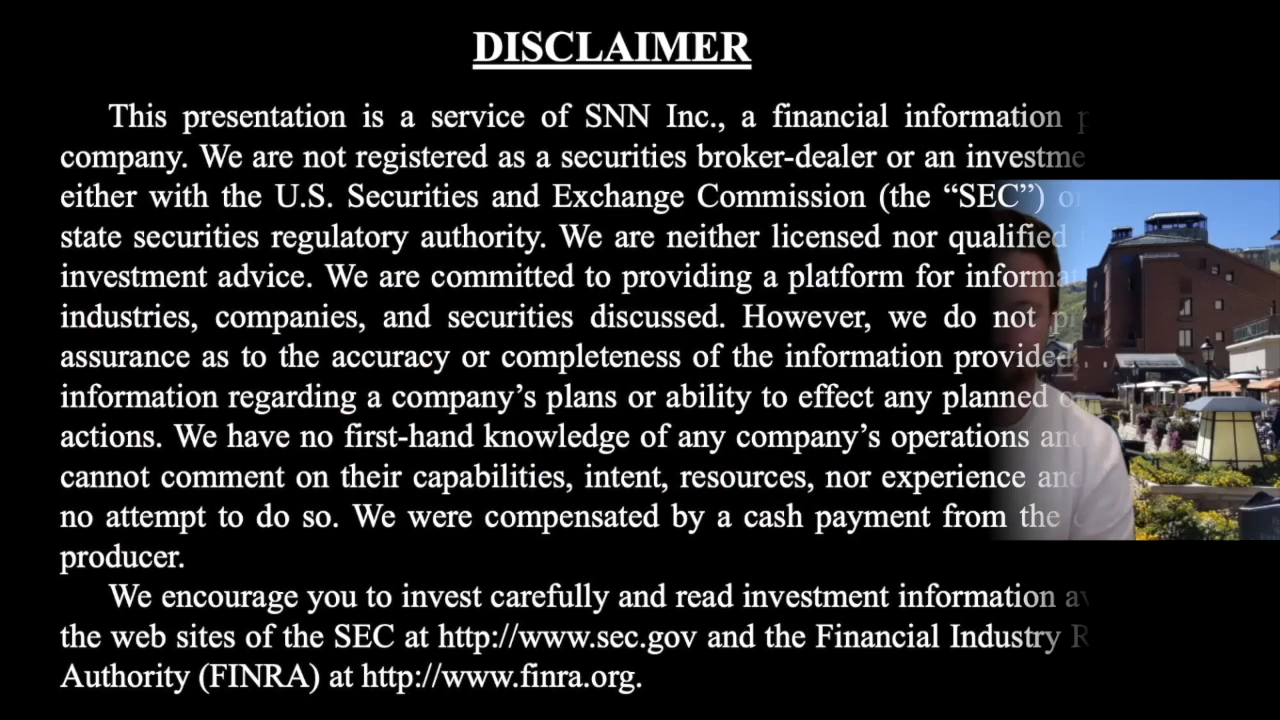 DISCLAIMER
This presentation is a service of SNN Inc., a financial information
company. We are not registered as a securities broker-dealer or an
either with the U.S. Securities and Exchange Commission (the “SEC”)
state securities regulatory authority. We are neither licensed nor qualified
investment advice. We are committed to providing a platform for
industries, companies, and securities discussed. However, we do not
assurance as to the accuracy or completeness of the information provided
information regarding a company’s plans or ability to effect any planned
actions. We have no first-hand knowledge of any company’s operations and
cannot comment on their capabilities, intent, resources, nor experience and
no attempt to do so. We were compensated by a cash payment from the
producer.
We encourage you to invest carefully and read investment information
the web sites of the SEC at http://www.sec.gov and the Financial Industry
Authority (FINRA) at http://www.finra.org.